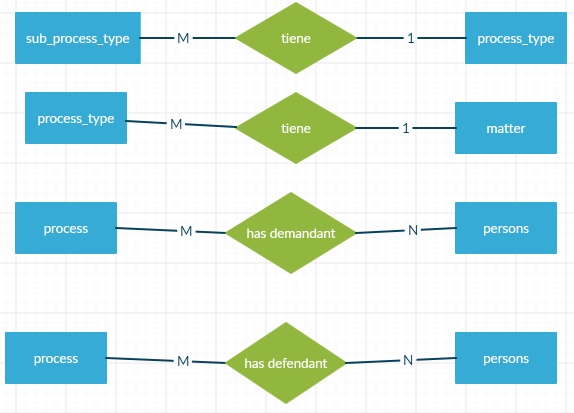 sub_process_type M tiene 1 process_type
process_type M tiene 1 matter
process M has demandant N persons
process M has defendant N persons